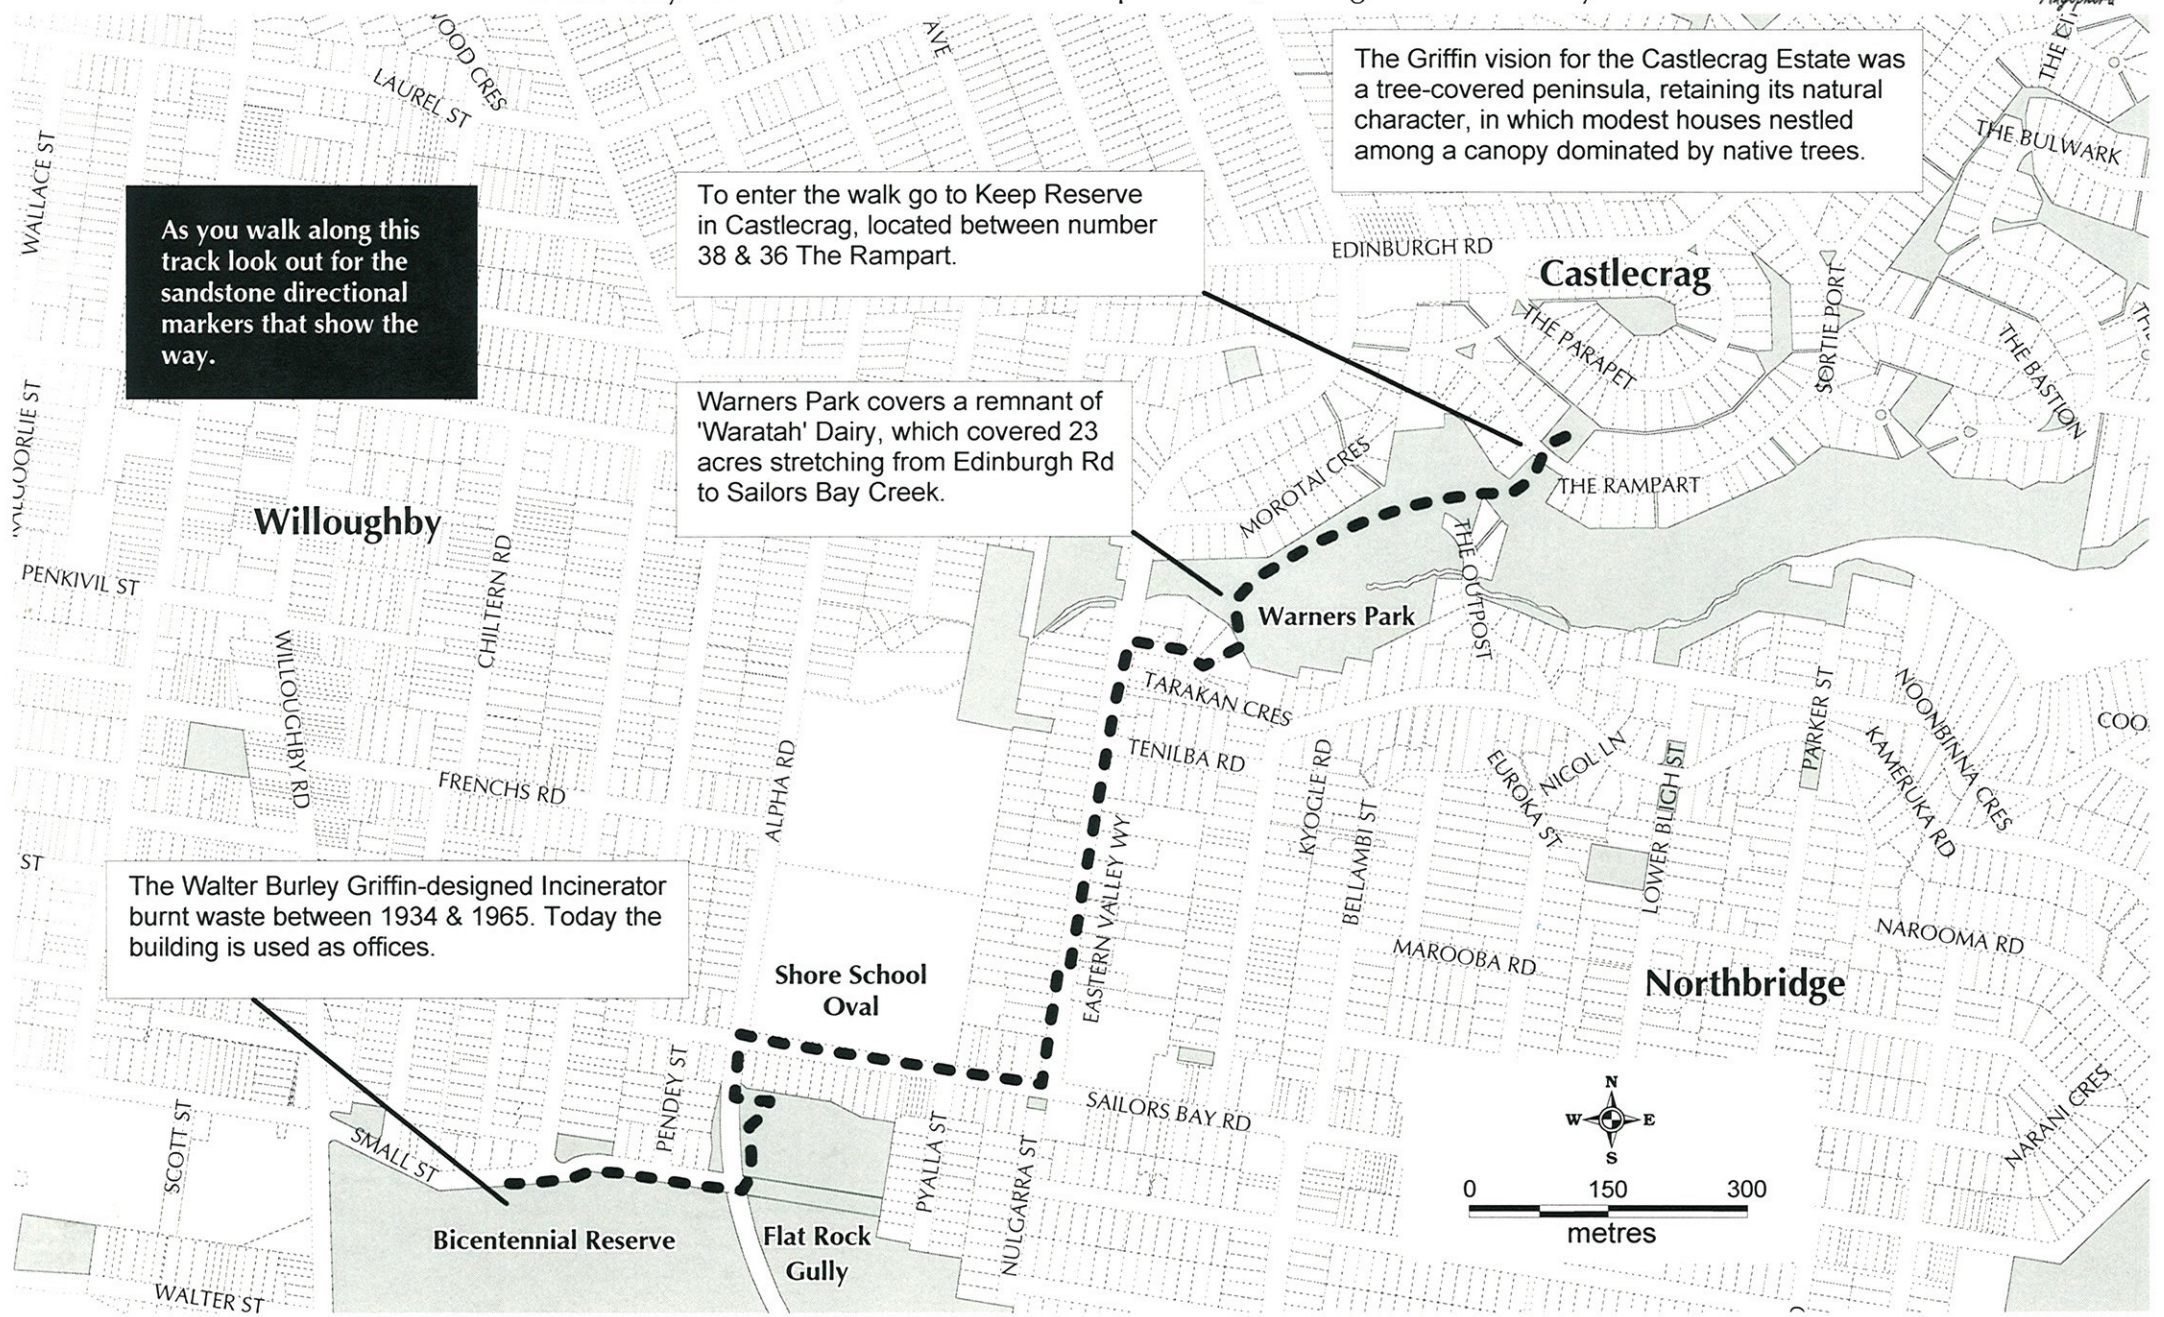 The Griffin vision for the Castlecrag Estate was
a tree-covered peninsula, retaining its natural
character, in which modest houses nestled
among a canopy dominated by native trees.
To enter the walk go to Keep Reserve
in Castlecrag, located between number
38 & 36 The Rampart.
As you walk along this
track look out for the
sandstone directional
markers that show the
way.
Warners Park covers a remnant of
'Waratah' Dairy, which covered 23
acres stretching from Edinburgh Rd
to Sailors Bay Creek.
The Walter Burley Griffin-designed Incinerator
burnt waste between 1934 & 1965. Today the
building is used as offices.
CRES
LAUREL ST
AVE
WALLACE ST
THE BULWARK
EDINBURGH RD
Castlecrag
SORTIE PORT
THE PARAPET
THE BASTION
MOROTAI CRES
THE RAMPART
THE OUTPOST
Willoughby
CHILTERN RD
PENKIVIL ST
WILLOUGHBY RD
Warners Park
TARAKAN CRES
TENILBA RD
KYOGLE RD
BELLAMBI ST
EUROKA ST
NICOL LN
LOWER BLIGH ST
PARKER ST
NOONBINNA CRES
KAMERUKA RD
COO
FRENCHS RD
ALPHA RD
ST
EASTERN VALLEY WY
MAROOBA RD
NAROOMA RD
Northbridge
Shore School
Oval
PENDEY ST
SAILORS BAY RD
NARANI CRES
SCOTT ST
SMALL ST
PYALLA ST
NULGARRA ST
Bicentennial Reserve
Flat Rock
Gully
WALTER ST
N
W E
S
0 150 300
metres